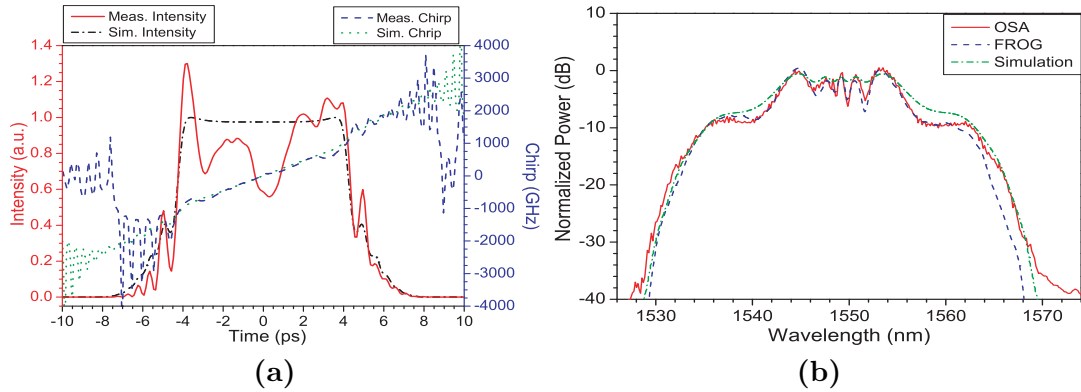 Meas. Intensity
Sim. Intensity
Meas. Chirp
Sim. Chrip
1.4
1.2
1.0
0.8
0.6
0.4
0.2
0.0
Intensity (a.u.)
4000
3000
2000
1000
0
-1000
-2000
-3000
-4000
Chirp (GHz)
-10 -8 -6 -4 -2 0 2 4 6 8 10
Time (ps)
(a)
OSA
FROG
Simulation
10
0
-10
-20
-30
-40
Normalized Power (dB)
1530 1540 1550 1560 1570
Wavelength (nm)
(b)